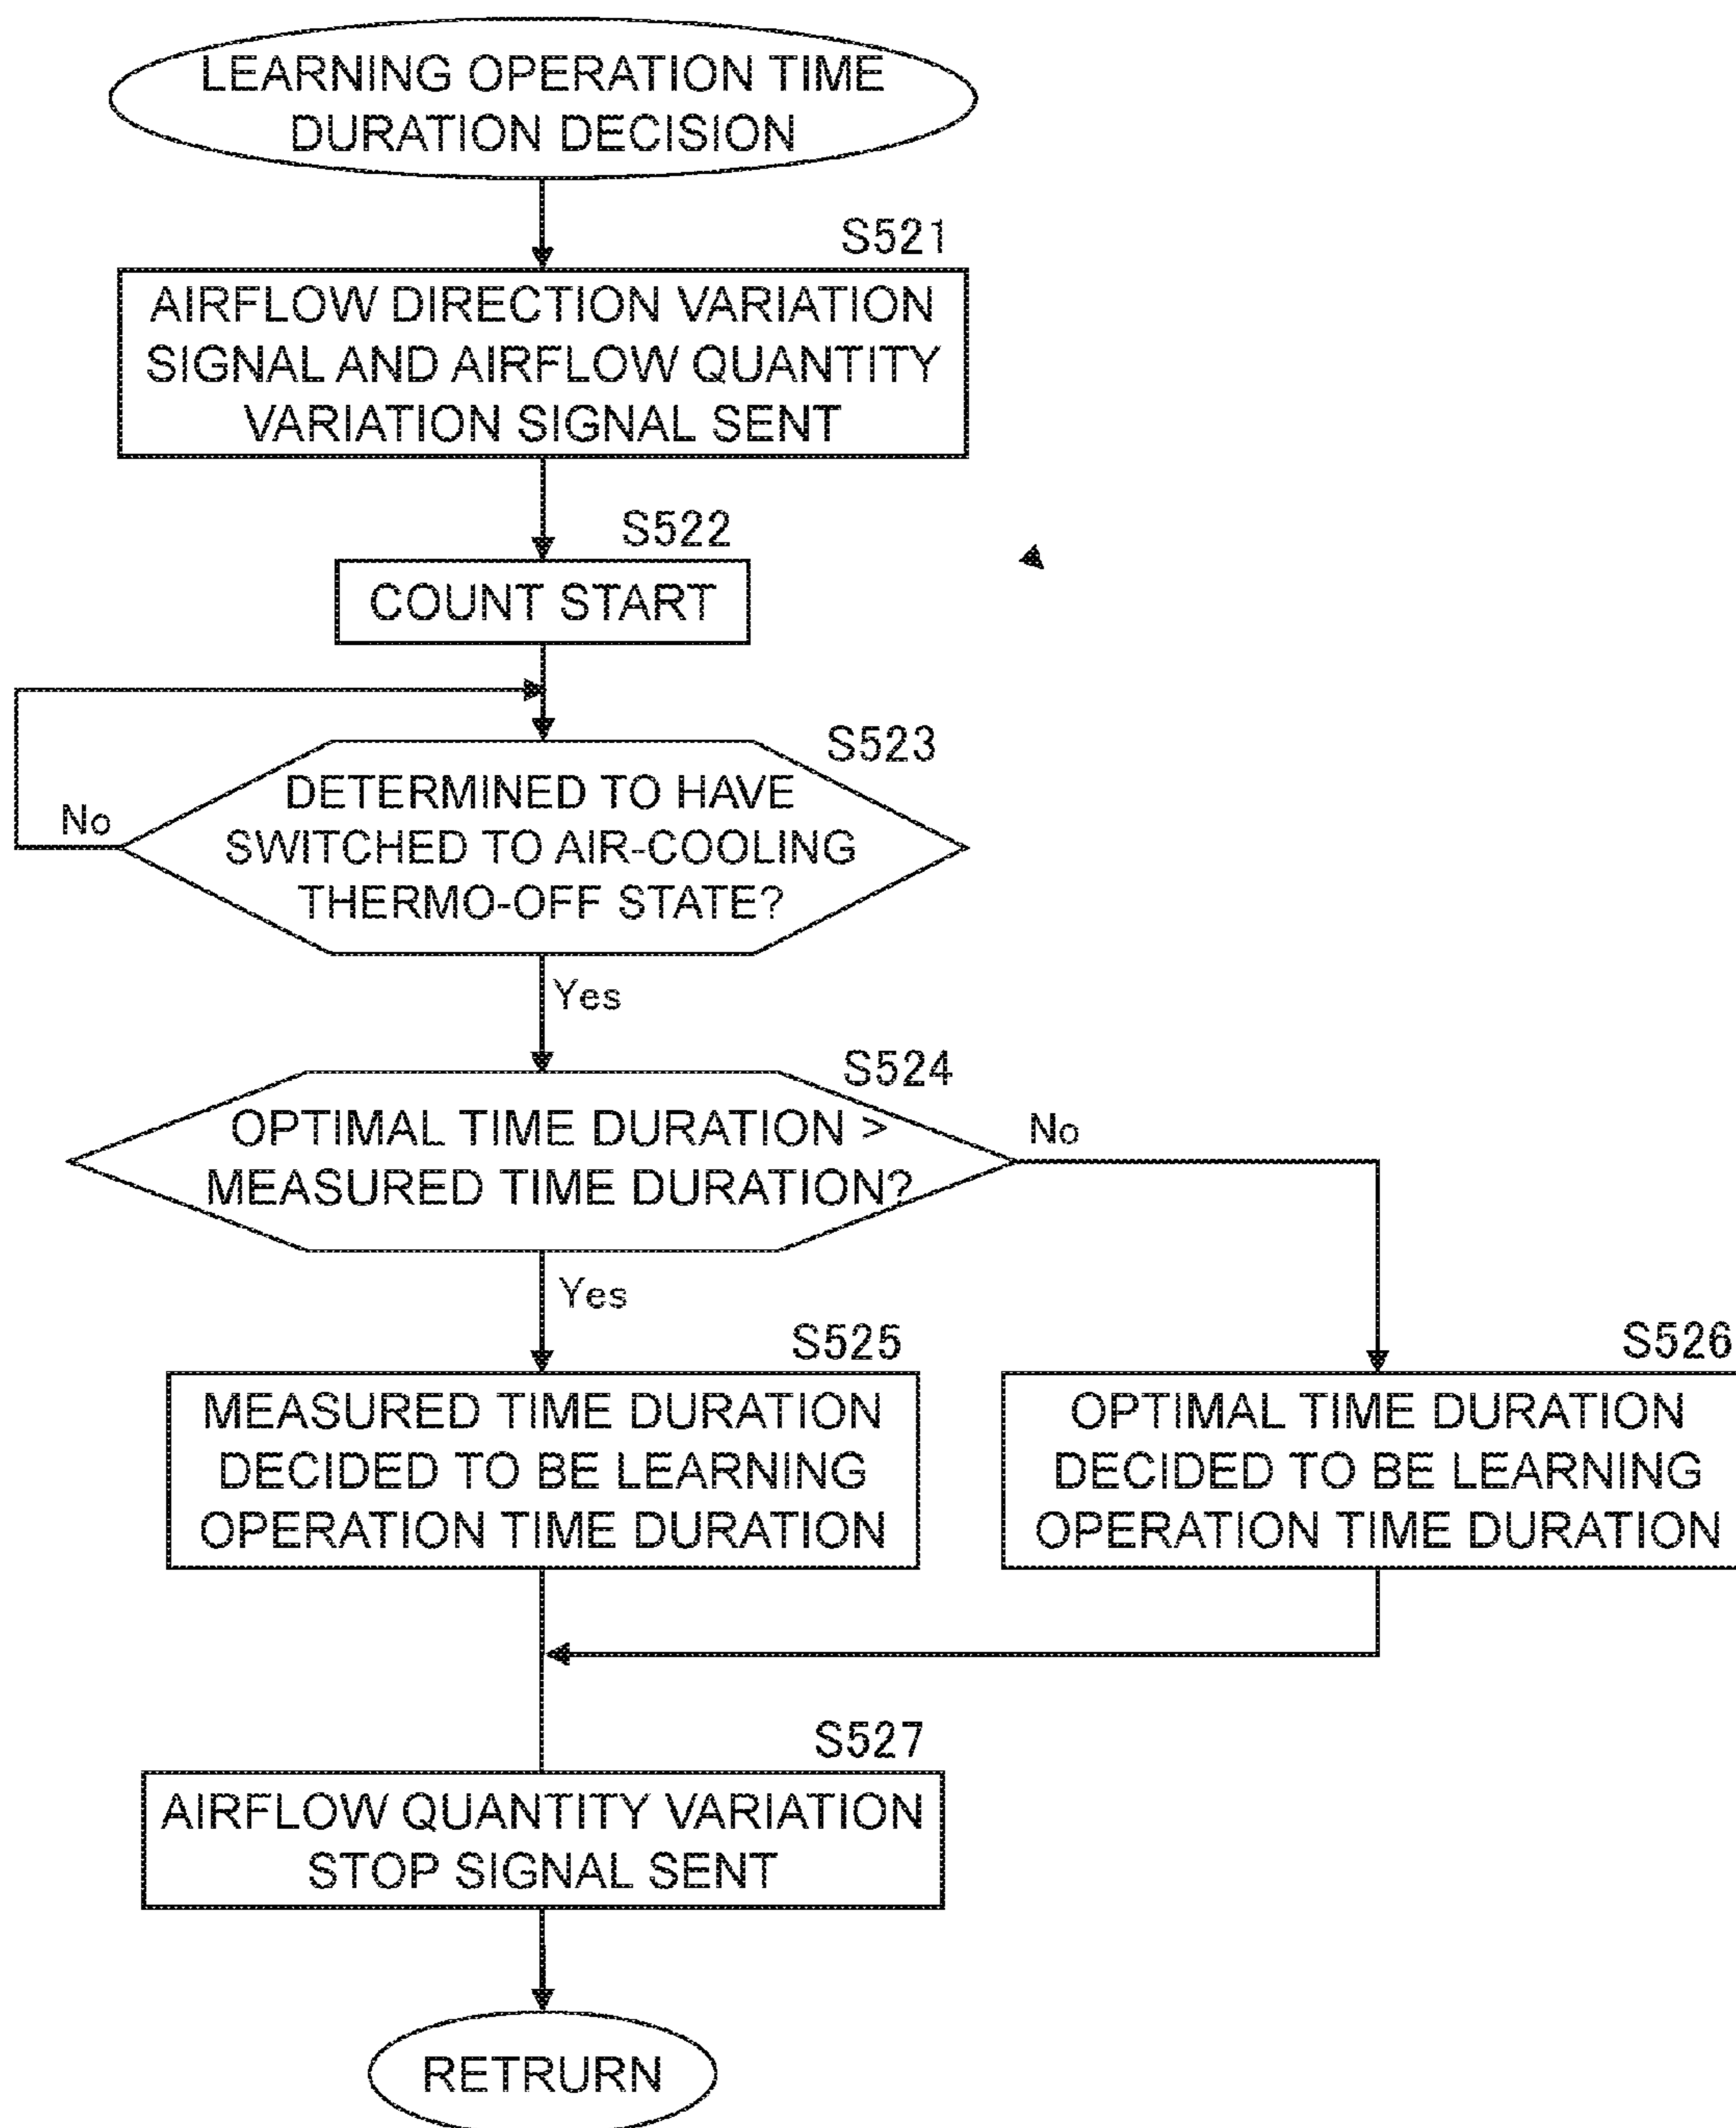 LEARNING OPERATION TIME
DURATION DECISION
S521
AIRFLOW DIRECTION VARIATION
SIGNAL AND AIRFLOW QUANTITY
VARIATION SIGNAL SENT
S522
COUNT START
S523
DETERMINED TO HAVE
SWITCHED TO AIR-COOLING
THERMO-OFF STATE?
No
Yes
S524
OPTIMAL TIME DURATION >
MEASURED TIME DURATION?
No
Yes
S525
MEASURED TIME DURATION
DECIDED TO BE LEARNING
OPERATION TIME DURATION
S526
OPTIMAL TIME DURATION
DECIDED TO BE LEARNING
OPERATION TIME DURATION
S527
AIRFLOW QUANTITY VARIATION
STOP SIGNAL SENT
RETRURN